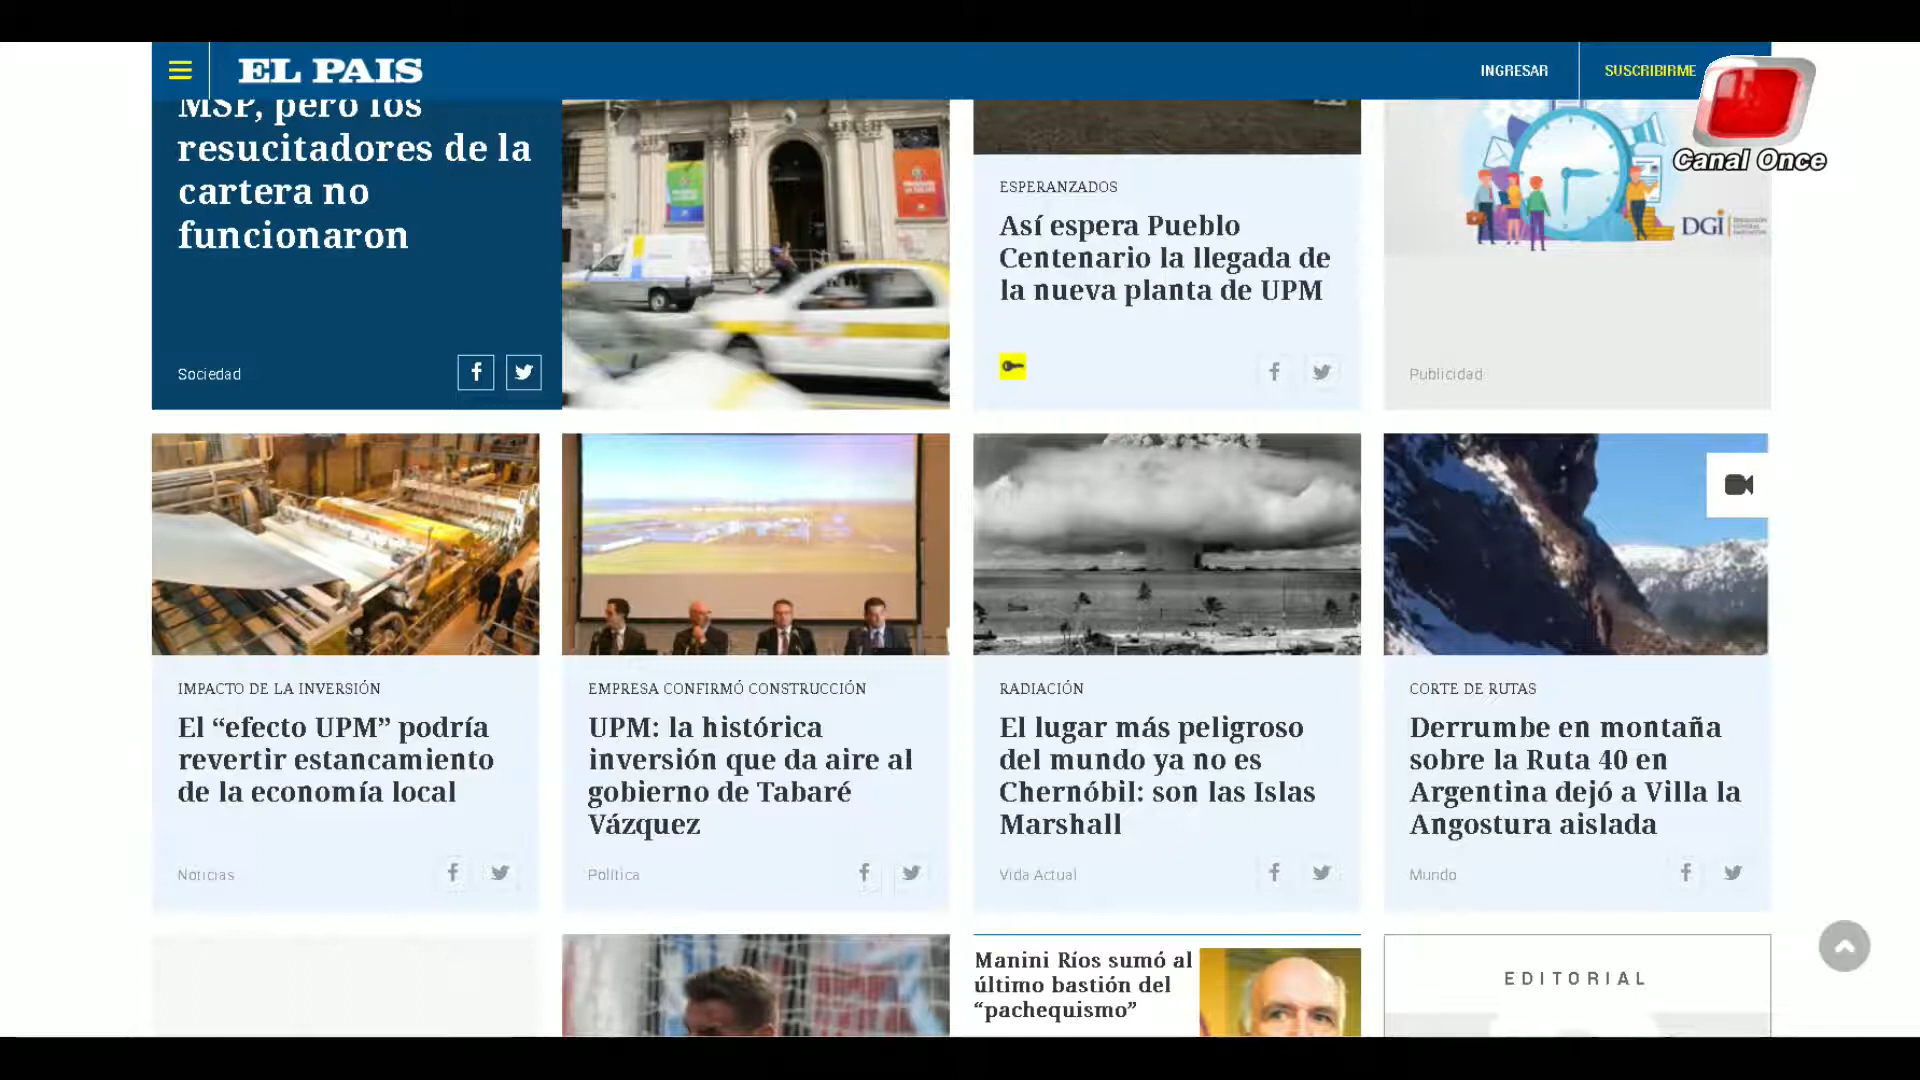 EL PAIS
INGRESAR
SUSCRIBIRME
Canal Once
MSP, pero los
resucitadores de la
cartera no
funcionaron
Sociedad
ESPERANZADOS
Así espera Pueblo
Centenario la llegada de
la nueva planta de UPM
DGI
Publicidad
IMPACTO DE LA INVERSIÓN
El “efecto UPM” podría
revertir estancamiento
de la economía local
Noticias
EMPRESA CONFIRMÓ CONSTRUCCIÓN
UPM: la histórica
inversión que da aire al
gobierno de Tabaré
Vázquez
Política
RADIACIÓN
El lugar más peligroso
del mundo ya no es
Chernóbil: son las Islas
Marshall
Vida Actual
CORTE DE RUTAS
Derrumbe en montaña
sobre la Ruta 40 en
Argentina dejó a Villa la
Angostura aislada
Mundo
Manini Ríos sumó al
último bastión del
“pachequismo”
EDITORIAL